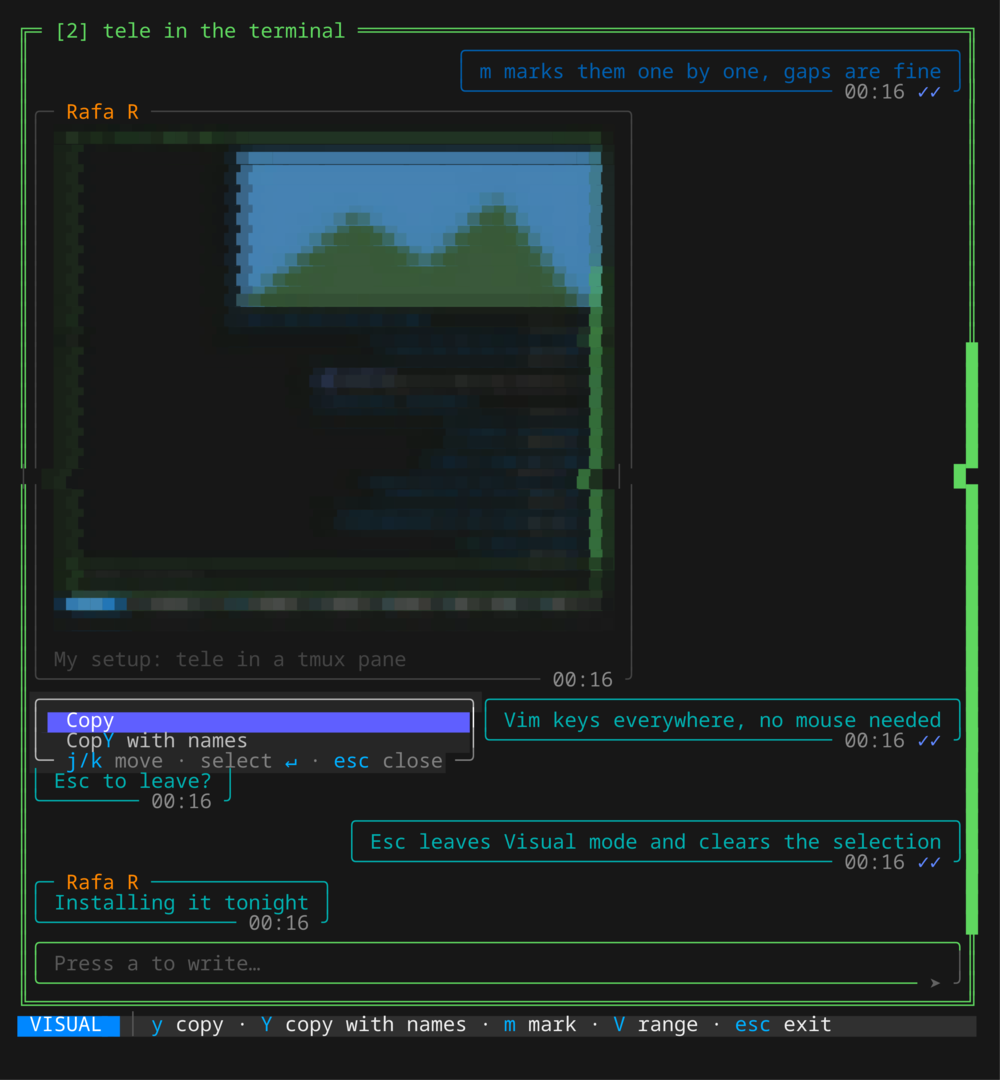 [2] tele in the terminal
m marks them one by one, gaps are fine
00:16 ✓✓
Rafa R
My setup: tele in a tmux pane
00:16
Copy
CopY with names
j/k move · select ↵ · esc close
Vim keys everywhere, no mouse needed
00:16 ✓✓
Esc to leave?
00:16
Esc leaves Visual mode and clears the selection
00:16 ✓✓
Rafa R
Installing it tonight
00:16
Press a to write…
➤
VISUAL │ y copy · Y copy with names · m mark · V range · esc exit